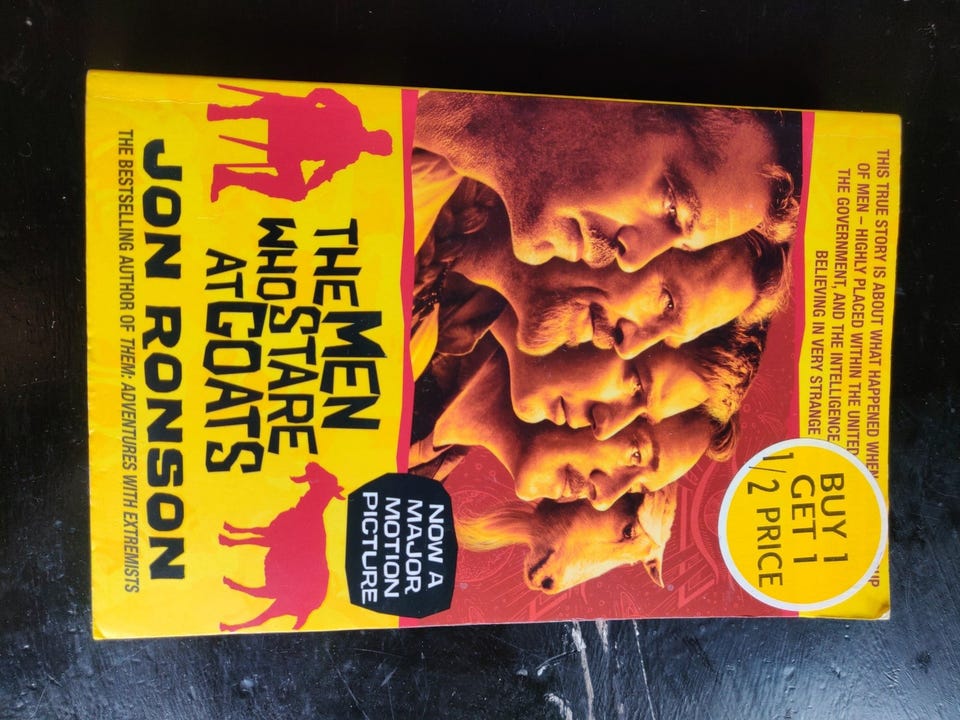 THIS TRUE STORY IS ABOUT WHAT HAPPENED WHEN
OF MEN – HIGHLY PLACED WITHIN THE UNITED
THE GOVERNMENT, AND THE INTELLIGENCE
BELIEVING IN VERY STRANGE
UP
BUY 1
GET 1
1/2 PRICE
NOW A
MAJOR
MOTION
PICTURE
THE MEN
WHO STARE
AT GOATS
JON RONSON
THE BESTSELLING AUTHOR OF THEM: ADVENTURES WITH EXTREMISTS